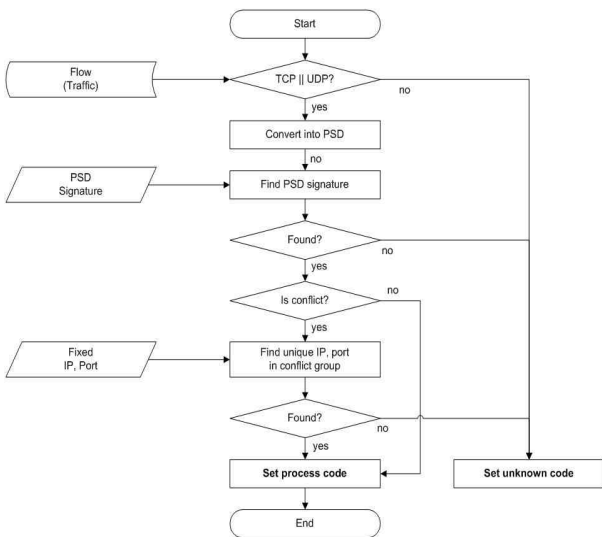 Start
Flow
(Traffic)
TCP || UDP?
no
yes
Convert into PSD
no
PSD
Signature
Find PSD signature
Found?
no
yes
Is conflict?
no
yes
Fixed
IP, Port
Find unique IP, port
in conflict group
Found?
no
yes
Set process code
Set unknown code
End